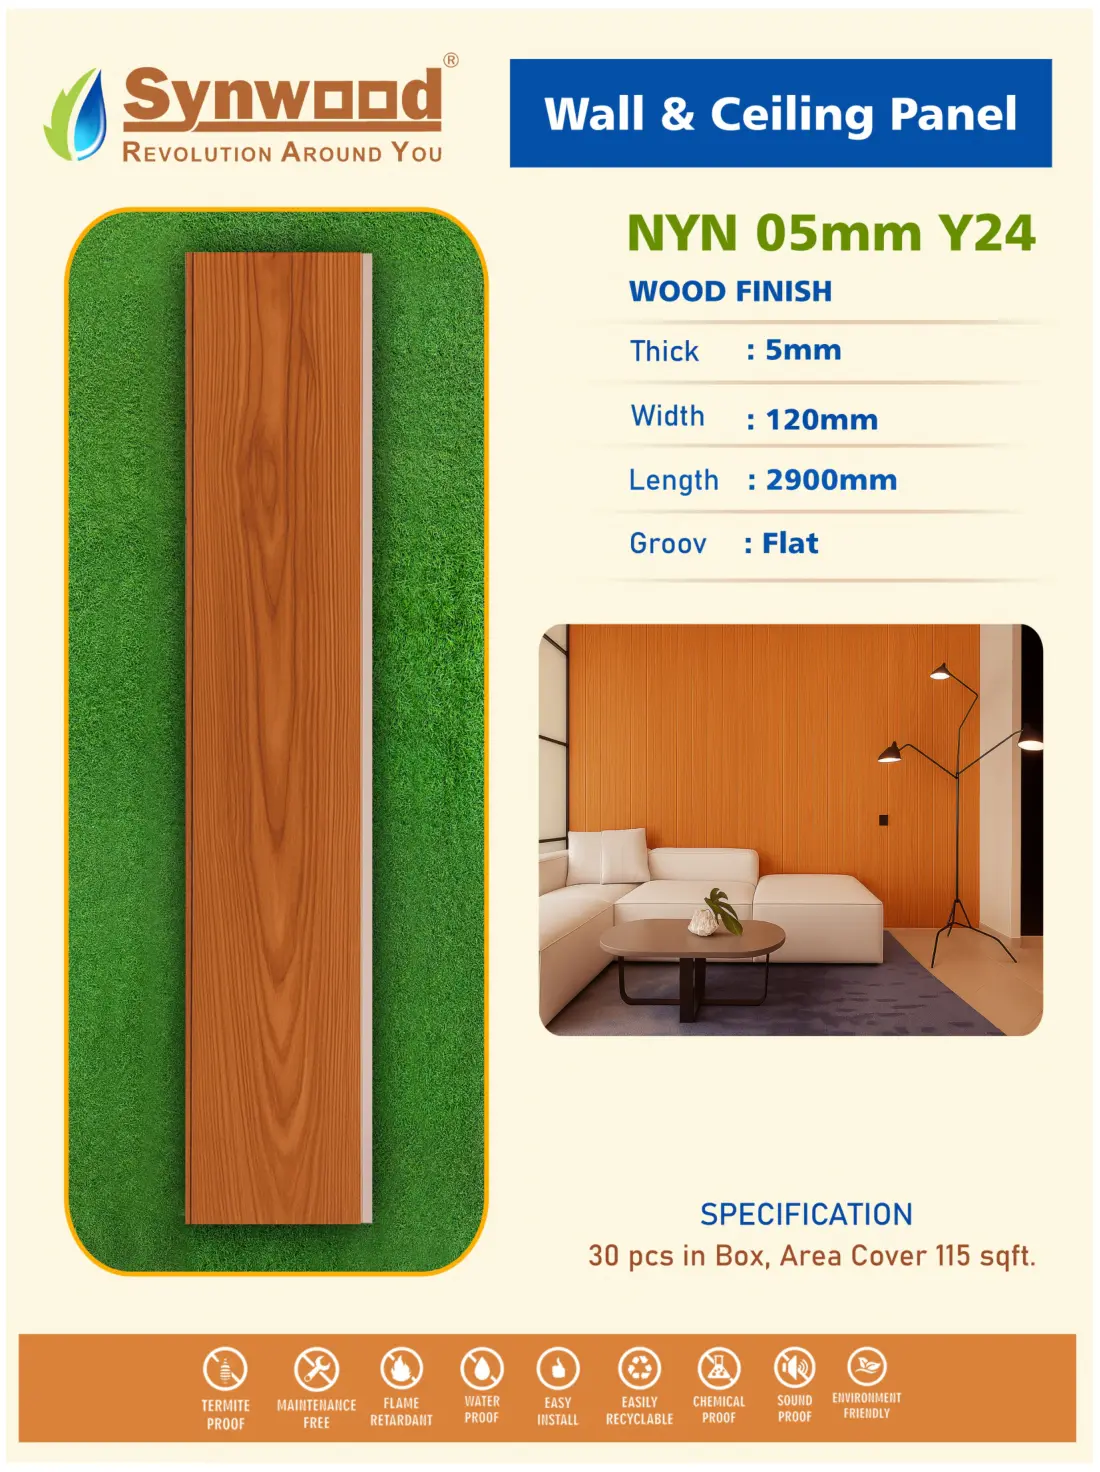 Synwood®
REVOLUTION AROUND YOU
Wall & Ceiling Panel
NYN 05mm Y24
WOOD FINISH
Thick : 5mm
Width : 120mm
Length : 2900mm
Groov : Flat
SPECIFICATION
30 pcs in Box, Area Cover 115 sqft.
TERMITE
PROOF
MAINTENANCE
FREE
FLAME
RETARDANT
WATER
PROOF
EASY
INSTALL
EASILY
RECYCLABLE
CHEMICAL
PROOF
SOUND
PROOF
ENVIRONMENT
FRIENDLY